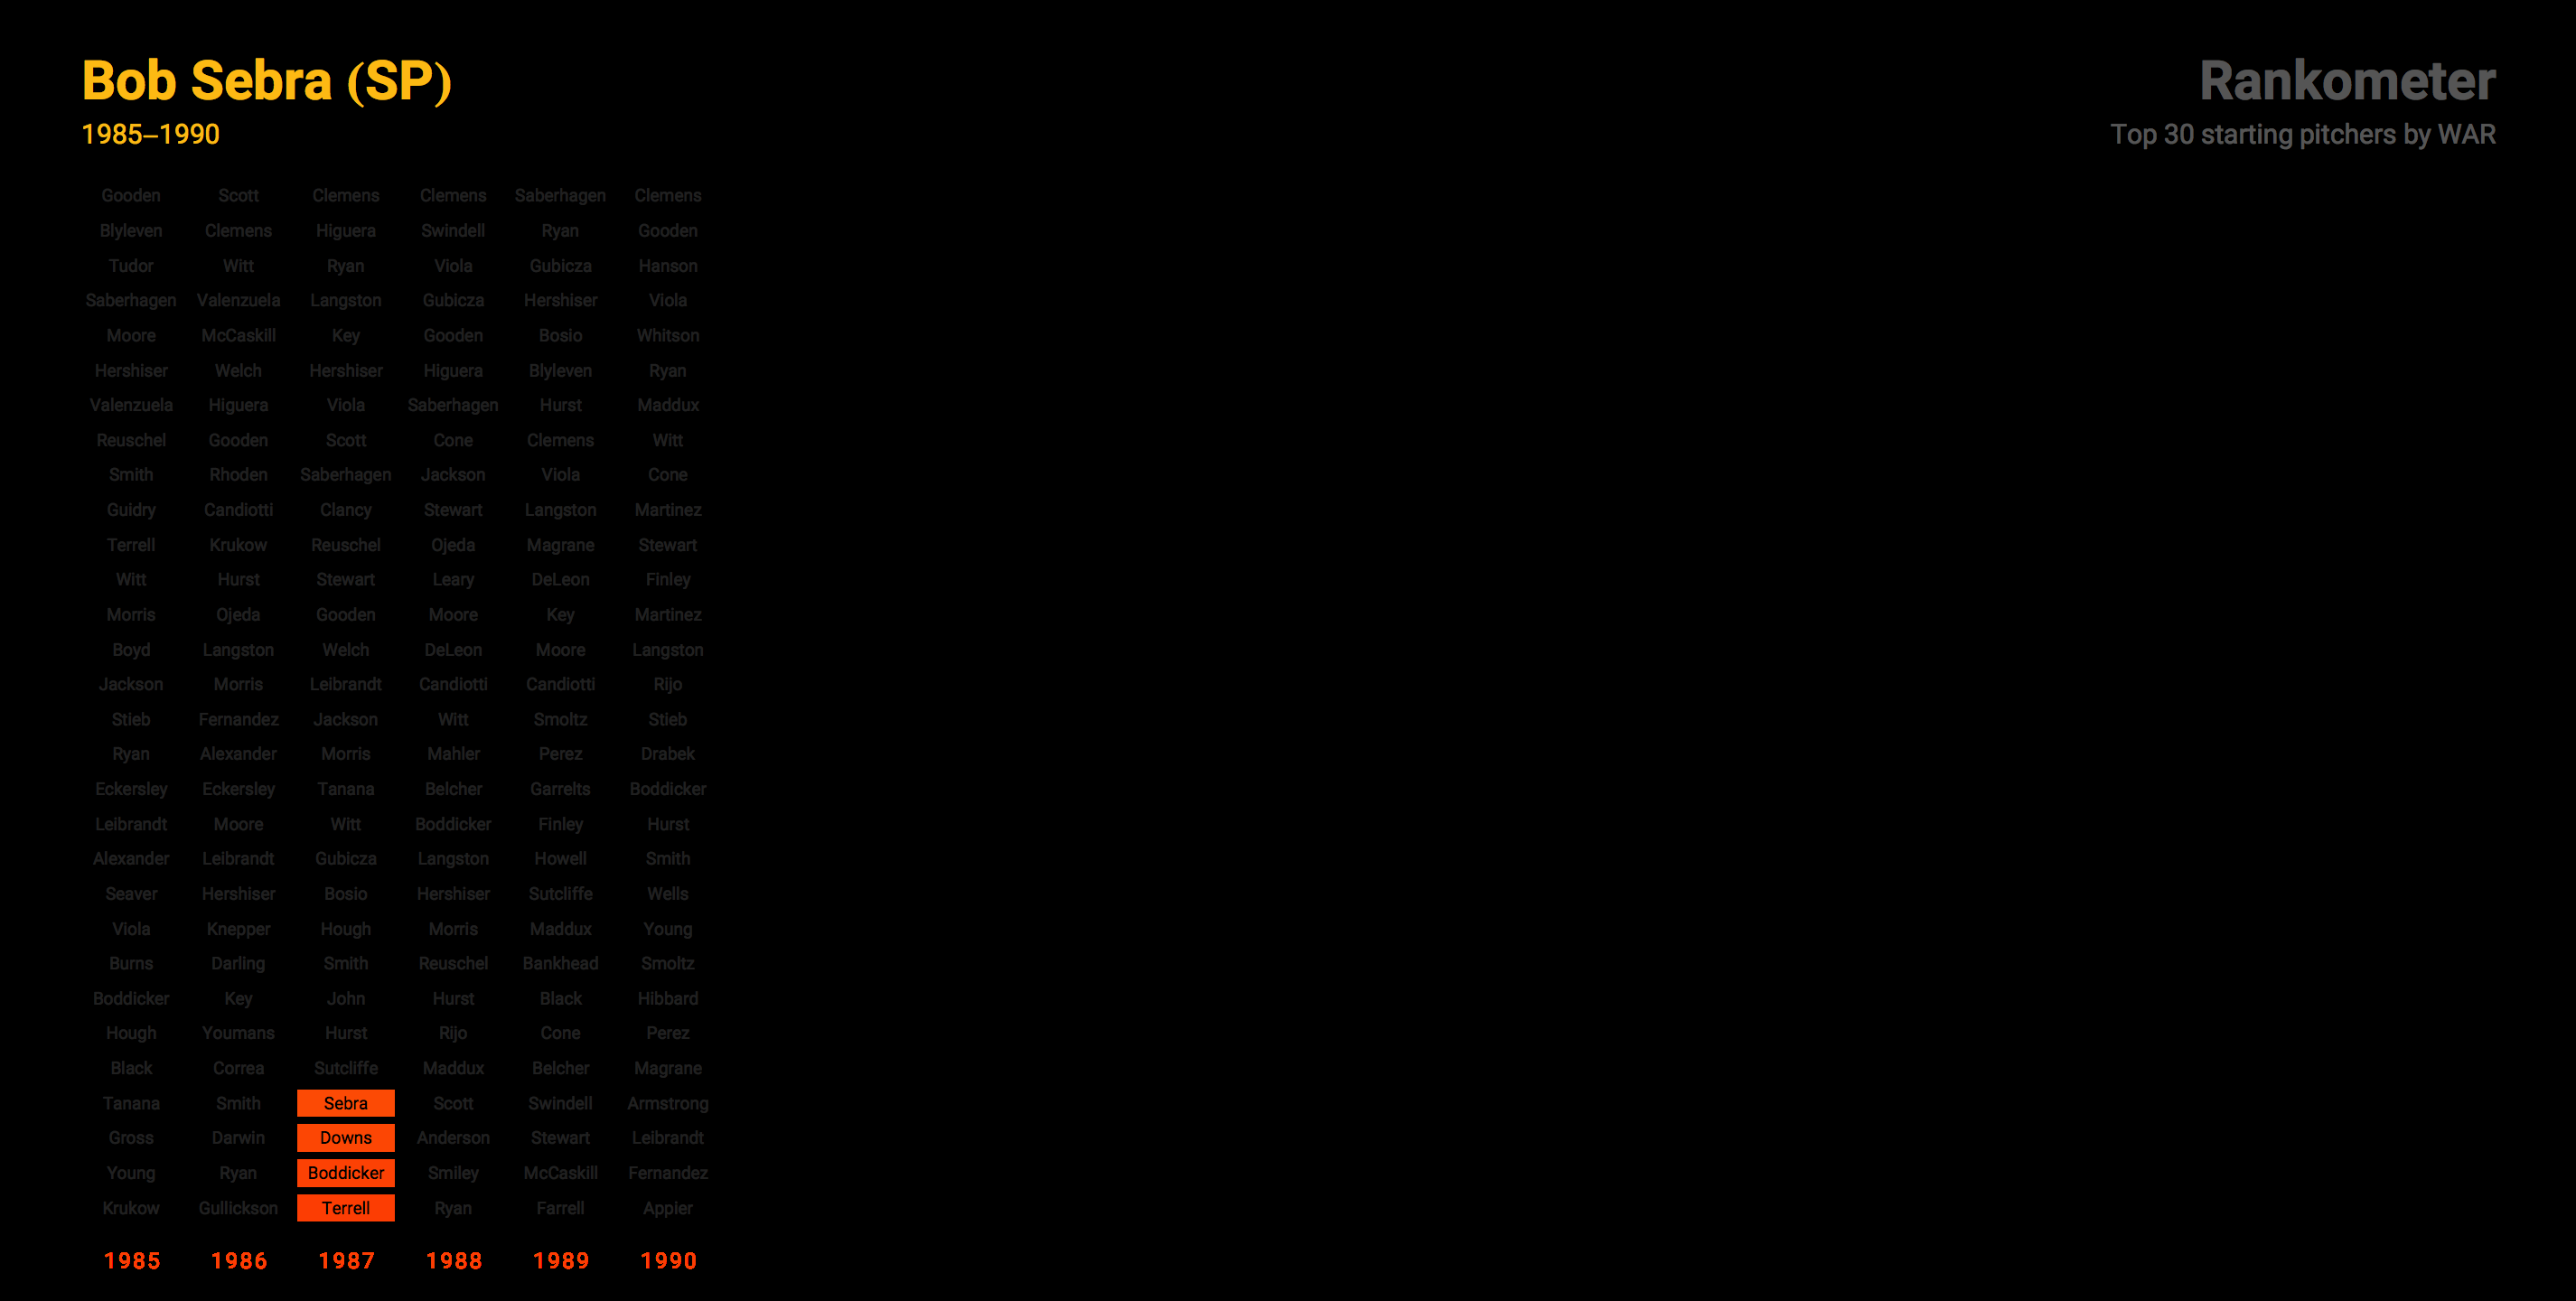 Bob Sebra (SP)
1985–1990
Rankometer
Top 30 starting pitchers by WAR
Gooden Scott Clemens Clemens Saberhagen Clemens
Blyleven Clemens Higuera Swindell Ryan Gooden
Tudor Witt Ryan Viola Gubicza Hanson
Saberhagen Valenzuela Langston Gubicza Hershiser Viola
Moore McCaskill Key Gooden Bosio Whitson
Hershiser Welch Hershiser Higuera Blyleven Ryan
Valenzuela Higuera Viola Saberhagen Hurst Maddux
Reuschel Gooden Scott Cone Clemens Witt
Smith Rhoden Saberhagen Jackson Viola Cone
Guidry Candiotti Clancy Stewart Langston Martinez
Terrell Krukow Reuschel Ojeda Magrane Stewart
Witt Hurst Stewart Leary DeLeon Finley
Morris Ojeda Gooden Moore Key Martinez
Boyd Langston Welch DeLeon Moore Langston
Jackson Morris Leibrandt Candiotti Candiotti Rijo
Stieb Fernandez Jackson Witt Smoltz Stieb
Ryan Alexander Morris Mahler Perez Drabek
Eckersley Eckersley Tanana Belcher Garrelts Boddicker
Leibrandt Moore Witt Boddicker Finley Hurst
Alexander Leibrandt Gubicza Langston Howell Smith
Seaver Hershiser Bosio Hershiser Sutcliffe Wells
Viola Knepper Hough Morris Maddux Young
Burns Darling Smith Reuschel Bankhead Smoltz
Boddicker Key John Hurst Black Hibbard
Hough Youmans Hurst Rijo Cone Perez
Black Correa Sutcliffe Maddux Belcher Magrane
Tanana Smith Sebra Scott Swindell Armstrong
Gross Darwin Downs Anderson Stewart Leibrandt
Young Ryan Boddicker Smiley McCaskill Fernandez
Krukow Gullickson Terrell Ryan Farrell Appier
1985 1986 1987 1988 1989 1990